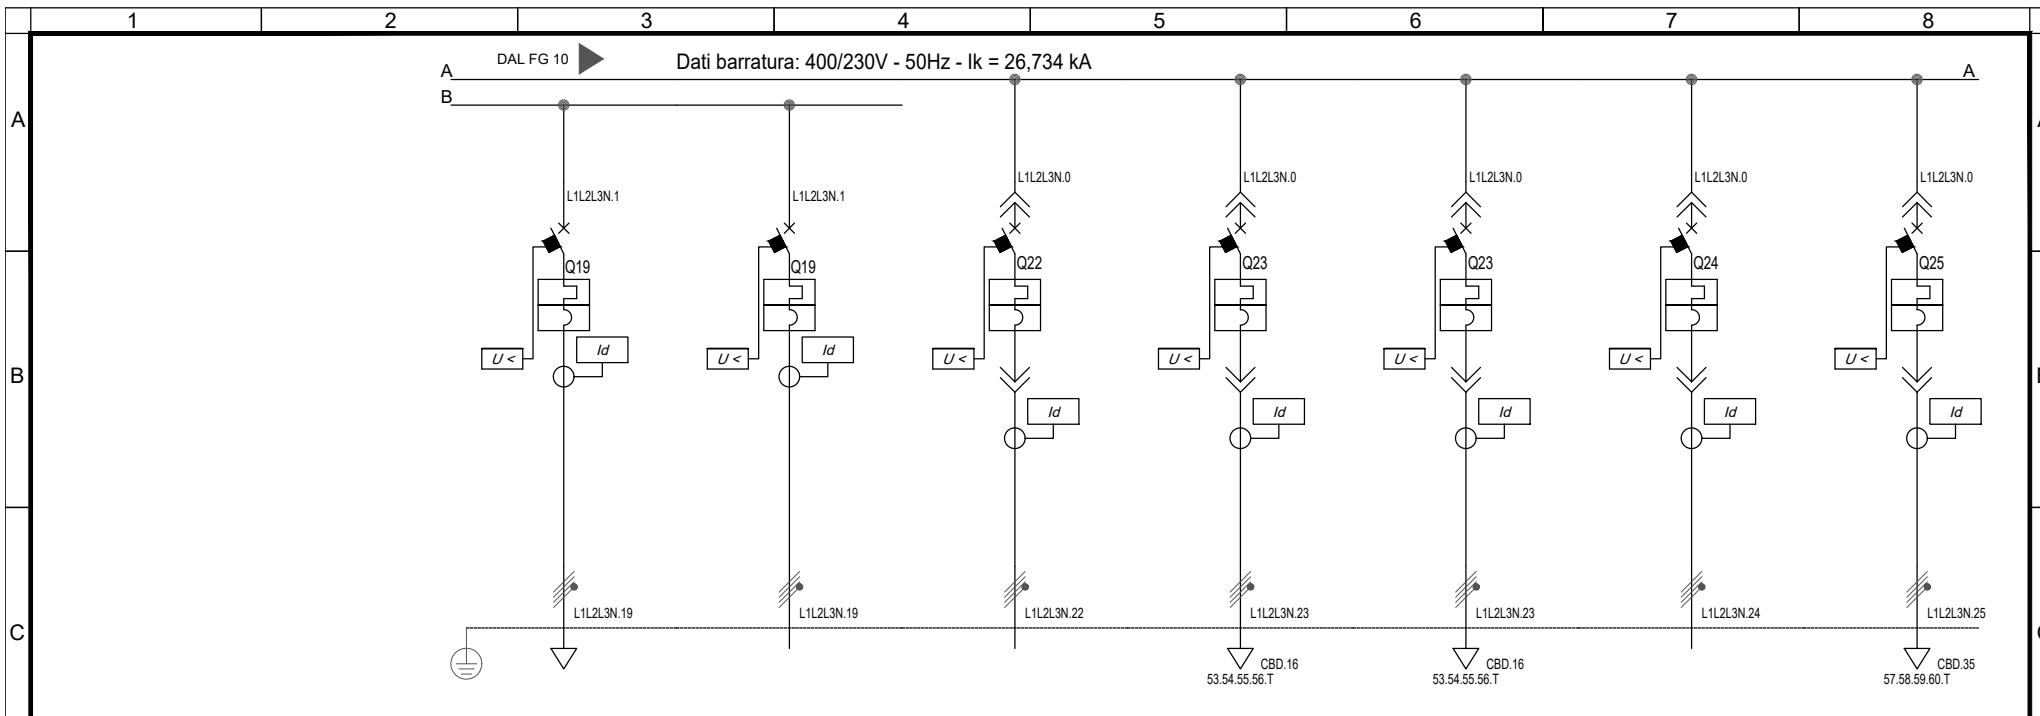 1 2 3 4 5 6 7 8
DAL FG 10 Dati barratura: 400/230V - 50Hz - Ik = 26,734 kA
A A
B
A
L1L2L3N.0 L1L2L3N.0 L1L2L3N.0 L1L2L3N.0 L1L2L3N.0
L1L2L3N.1 L1L2L3N.1
Q19 Q19 Q22 Q23 Q23 Q24 Q25
Id Id
U < U < U < U < U < U < U <
B
Id Id Id Id Id
L1L2L3N.19 L1L2L3N.19 L1L2L3N.22 L1L2L3N.23 L1L2L3N.23 L1L2L3N.24 L1L2L3N.25
C
CBD.16 CBD.16 CBD.35
53.54.55.56.T 53.54.55.56.T 57.58.59.60.T